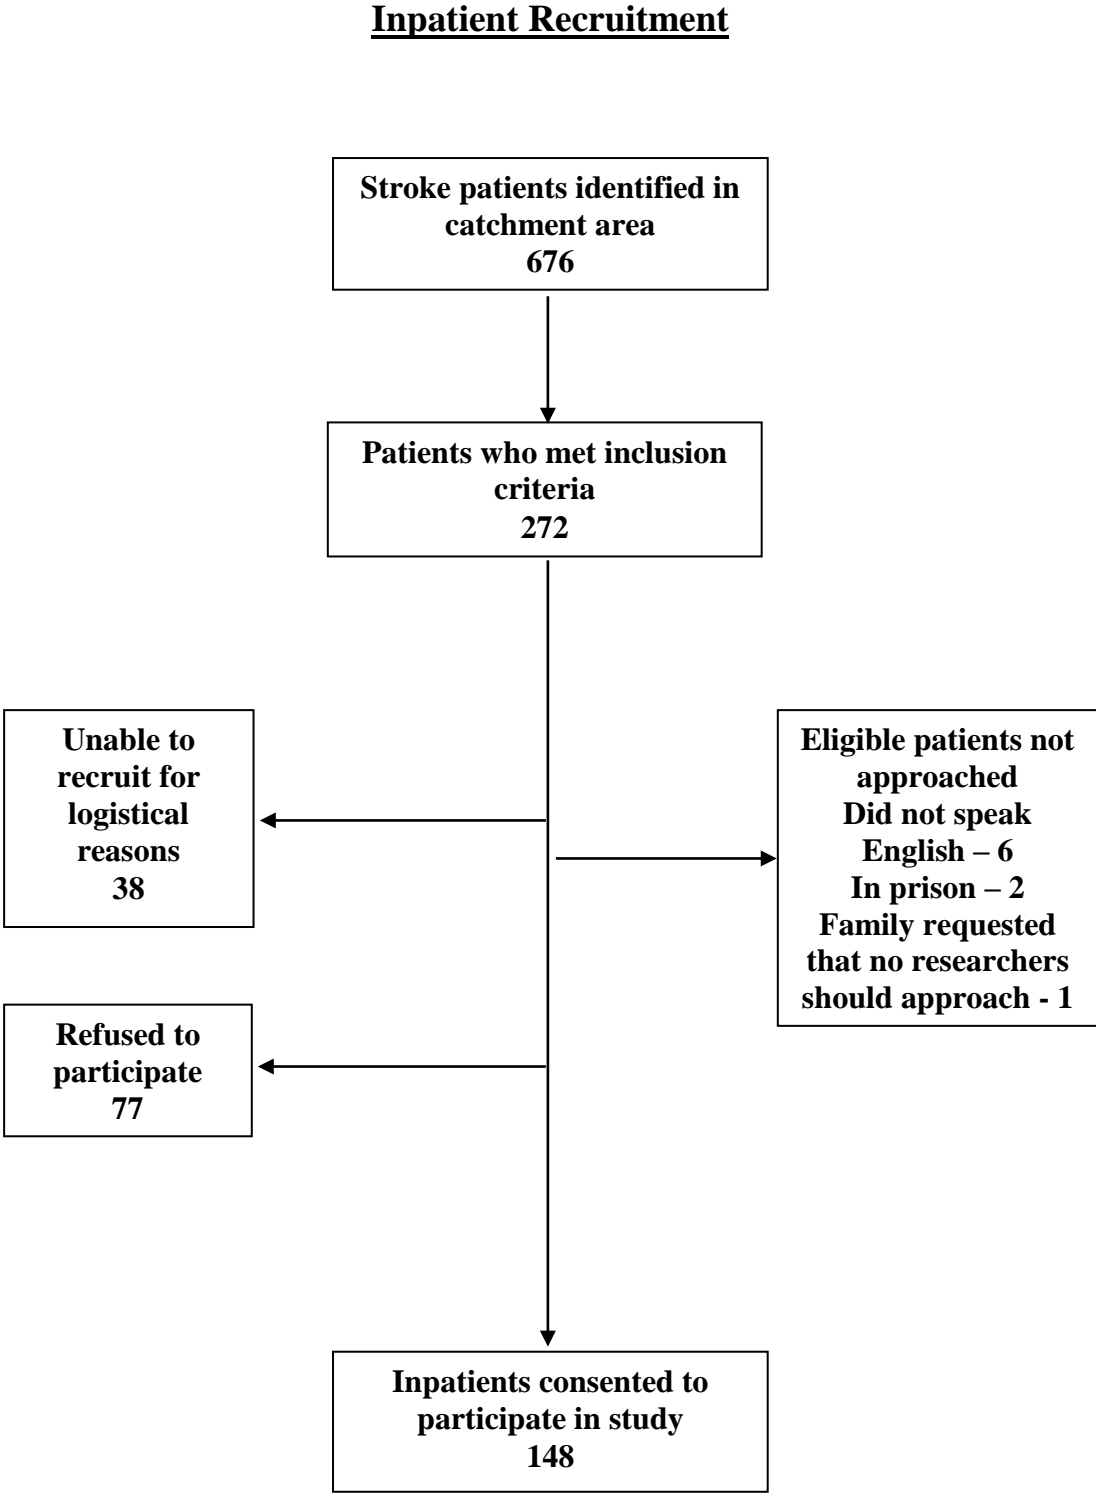 Inpatient Recruitment
Stroke patients identified in
catchment area
676
Patients who met inclusion
criteria
272
Unable to
recruit for
logistical
reasons
38
Eligible patients not
approached
Did not speak
English – 6
In prison – 2
Family requested
that no researchers
should approach - 1
Refused to
participate
77
Inpatients consented to
participate in study
148